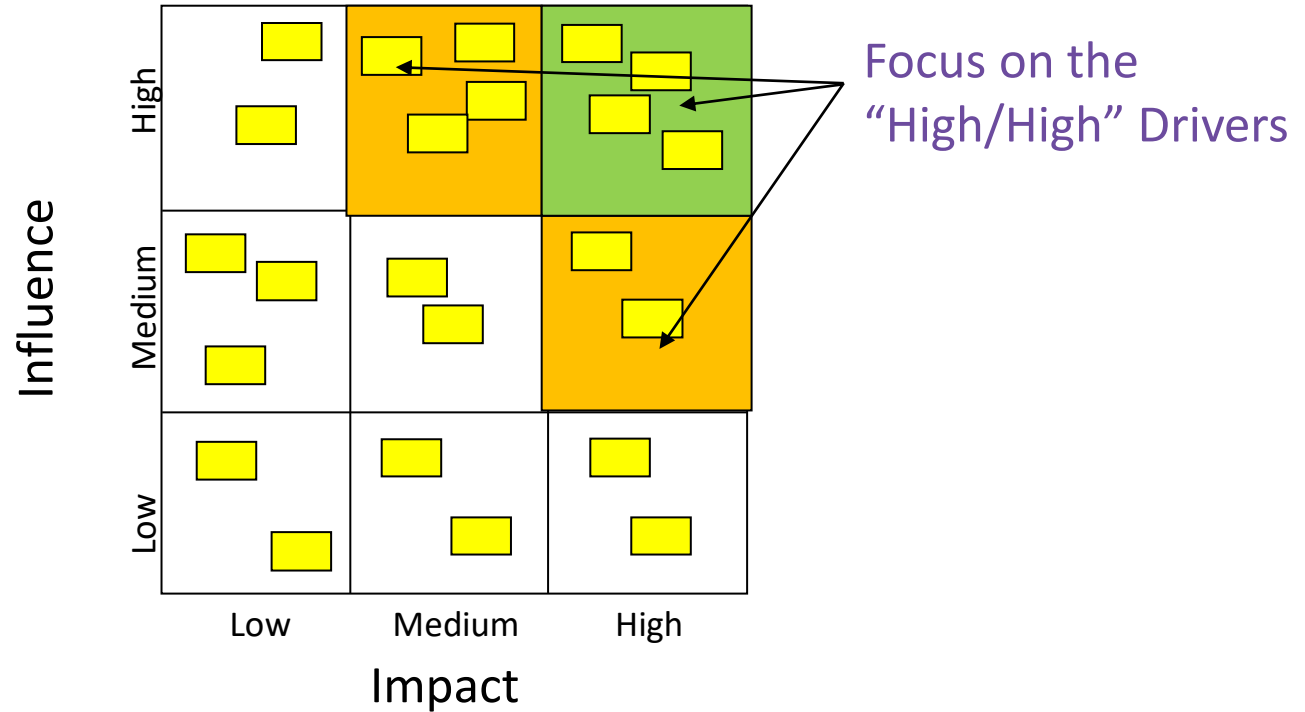 Focus on the
“High/High” Drivers
Influence
High
Medium
Low
Low
Medium
High
Impact